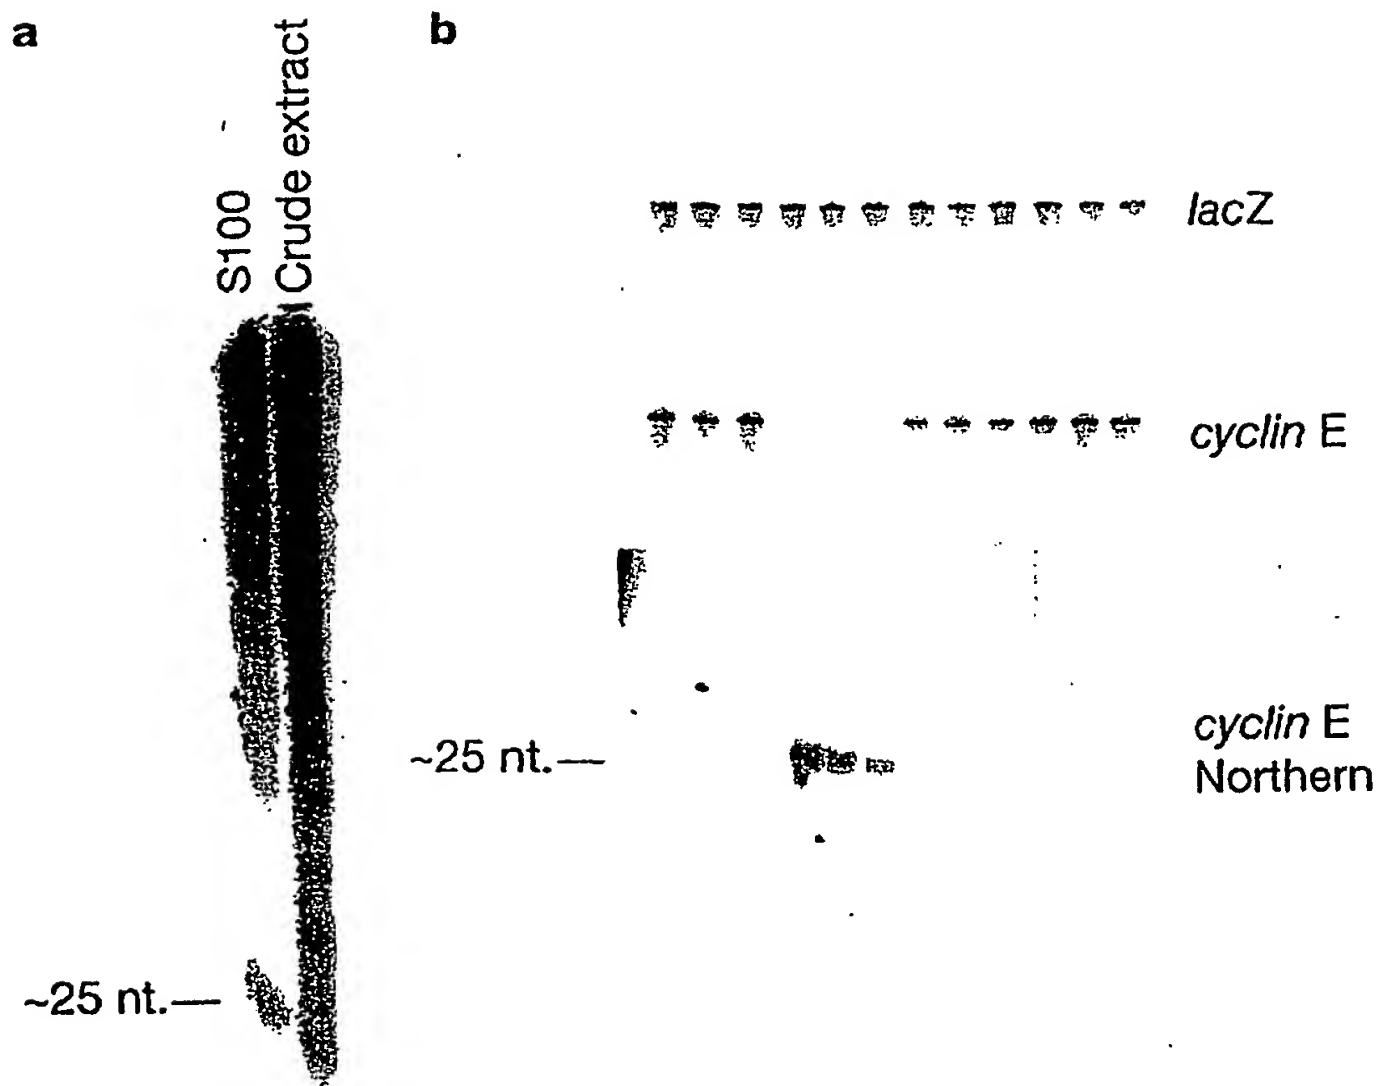 a
b
S100
Crude extract
lacZ
cyclin E
~25 nt.
cyclin E
Northern
~25 nt.